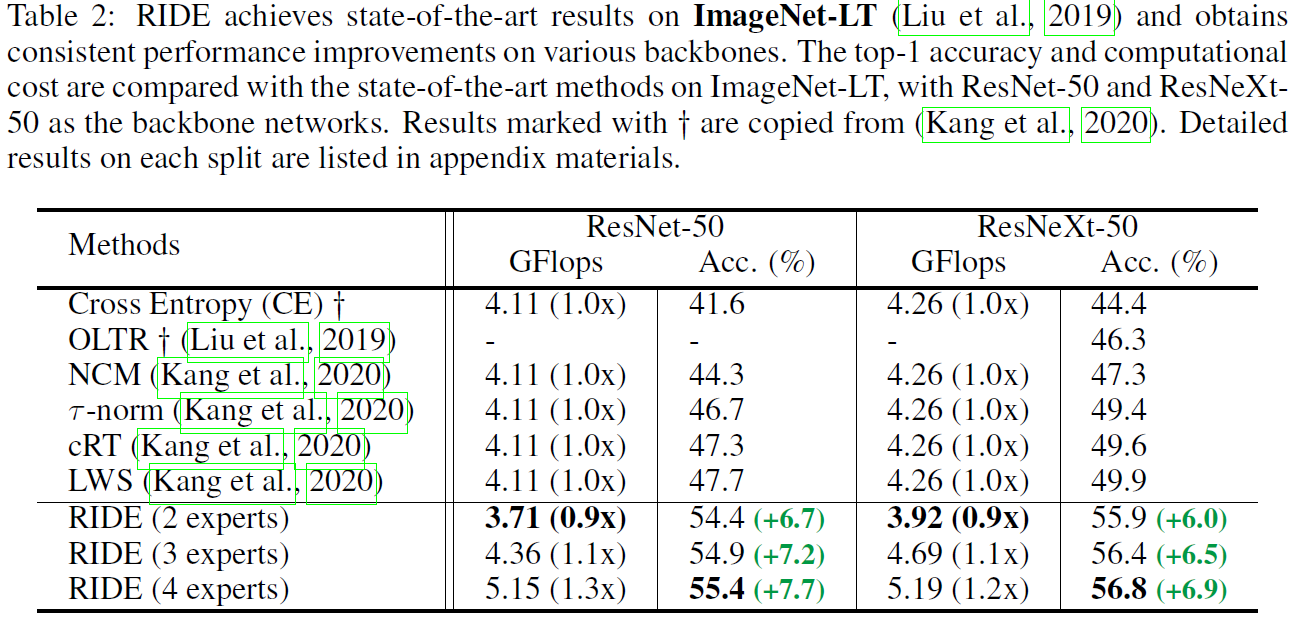 Table 2: RIDE achieves state-of-the-art results on ImageNet-LT (Liu et al., 2019) and obtains
consistent performance improvements on various backbones. The top-1 accuracy and computational
cost are compared with the state-of-the-art methods on ImageNet-LT, with ResNet-50 and ResNeXt-
50 as the backbone networks. Results marked with † are copied from (Kang et al., 2020). Detailed
results on each split are listed in appendix materials.
Methods ResNet-50 ResNeXt-50
GFlops Acc. (%) GFlops Acc. (%)
Cross Entropy (CE) † 4.11 (1.0x) 41.6 4.26 (1.0x) 44.4
OLTR † (Liu et al., 2019) - - - 46.3
NCM (Kang et al., 2020) 4.11 (1.0x) 44.3 4.26 (1.0x) 47.3
τ-norm (Kang et al., 2020) 4.11 (1.0x) 46.7 4.26 (1.0x) 49.4
cRT (Kang et al., 2020) 4.11 (1.0x) 47.3 4.26 (1.0x) 49.6
LWS (Kang et al., 2020) 4.11 (1.0x) 47.7 4.26 (1.0x) 49.9
RIDE (2 experts) 3.71 (0.9x) 54.4 (+6.7) 3.92 (0.9x) 55.9 (+6.0)
RIDE (3 experts) 4.36 (1.1x) 54.9 (+7.2) 4.69 (1.1x) 56.4 (+6.5)
RIDE (4 experts) 5.15 (1.3x) 55.4 (+7.7) 5.19 (1.2x) 56.8 (+6.9)